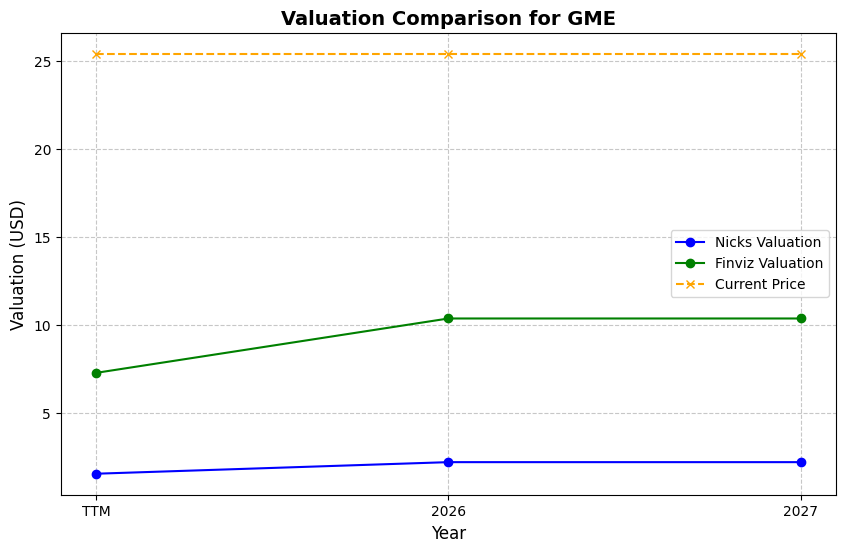 Valuation Comparison for GME
Valuation (USD)
25
20
15
10
5
Nicks Valuation
Finviz Valuation
Current Price
TTM
2026
2027
Year